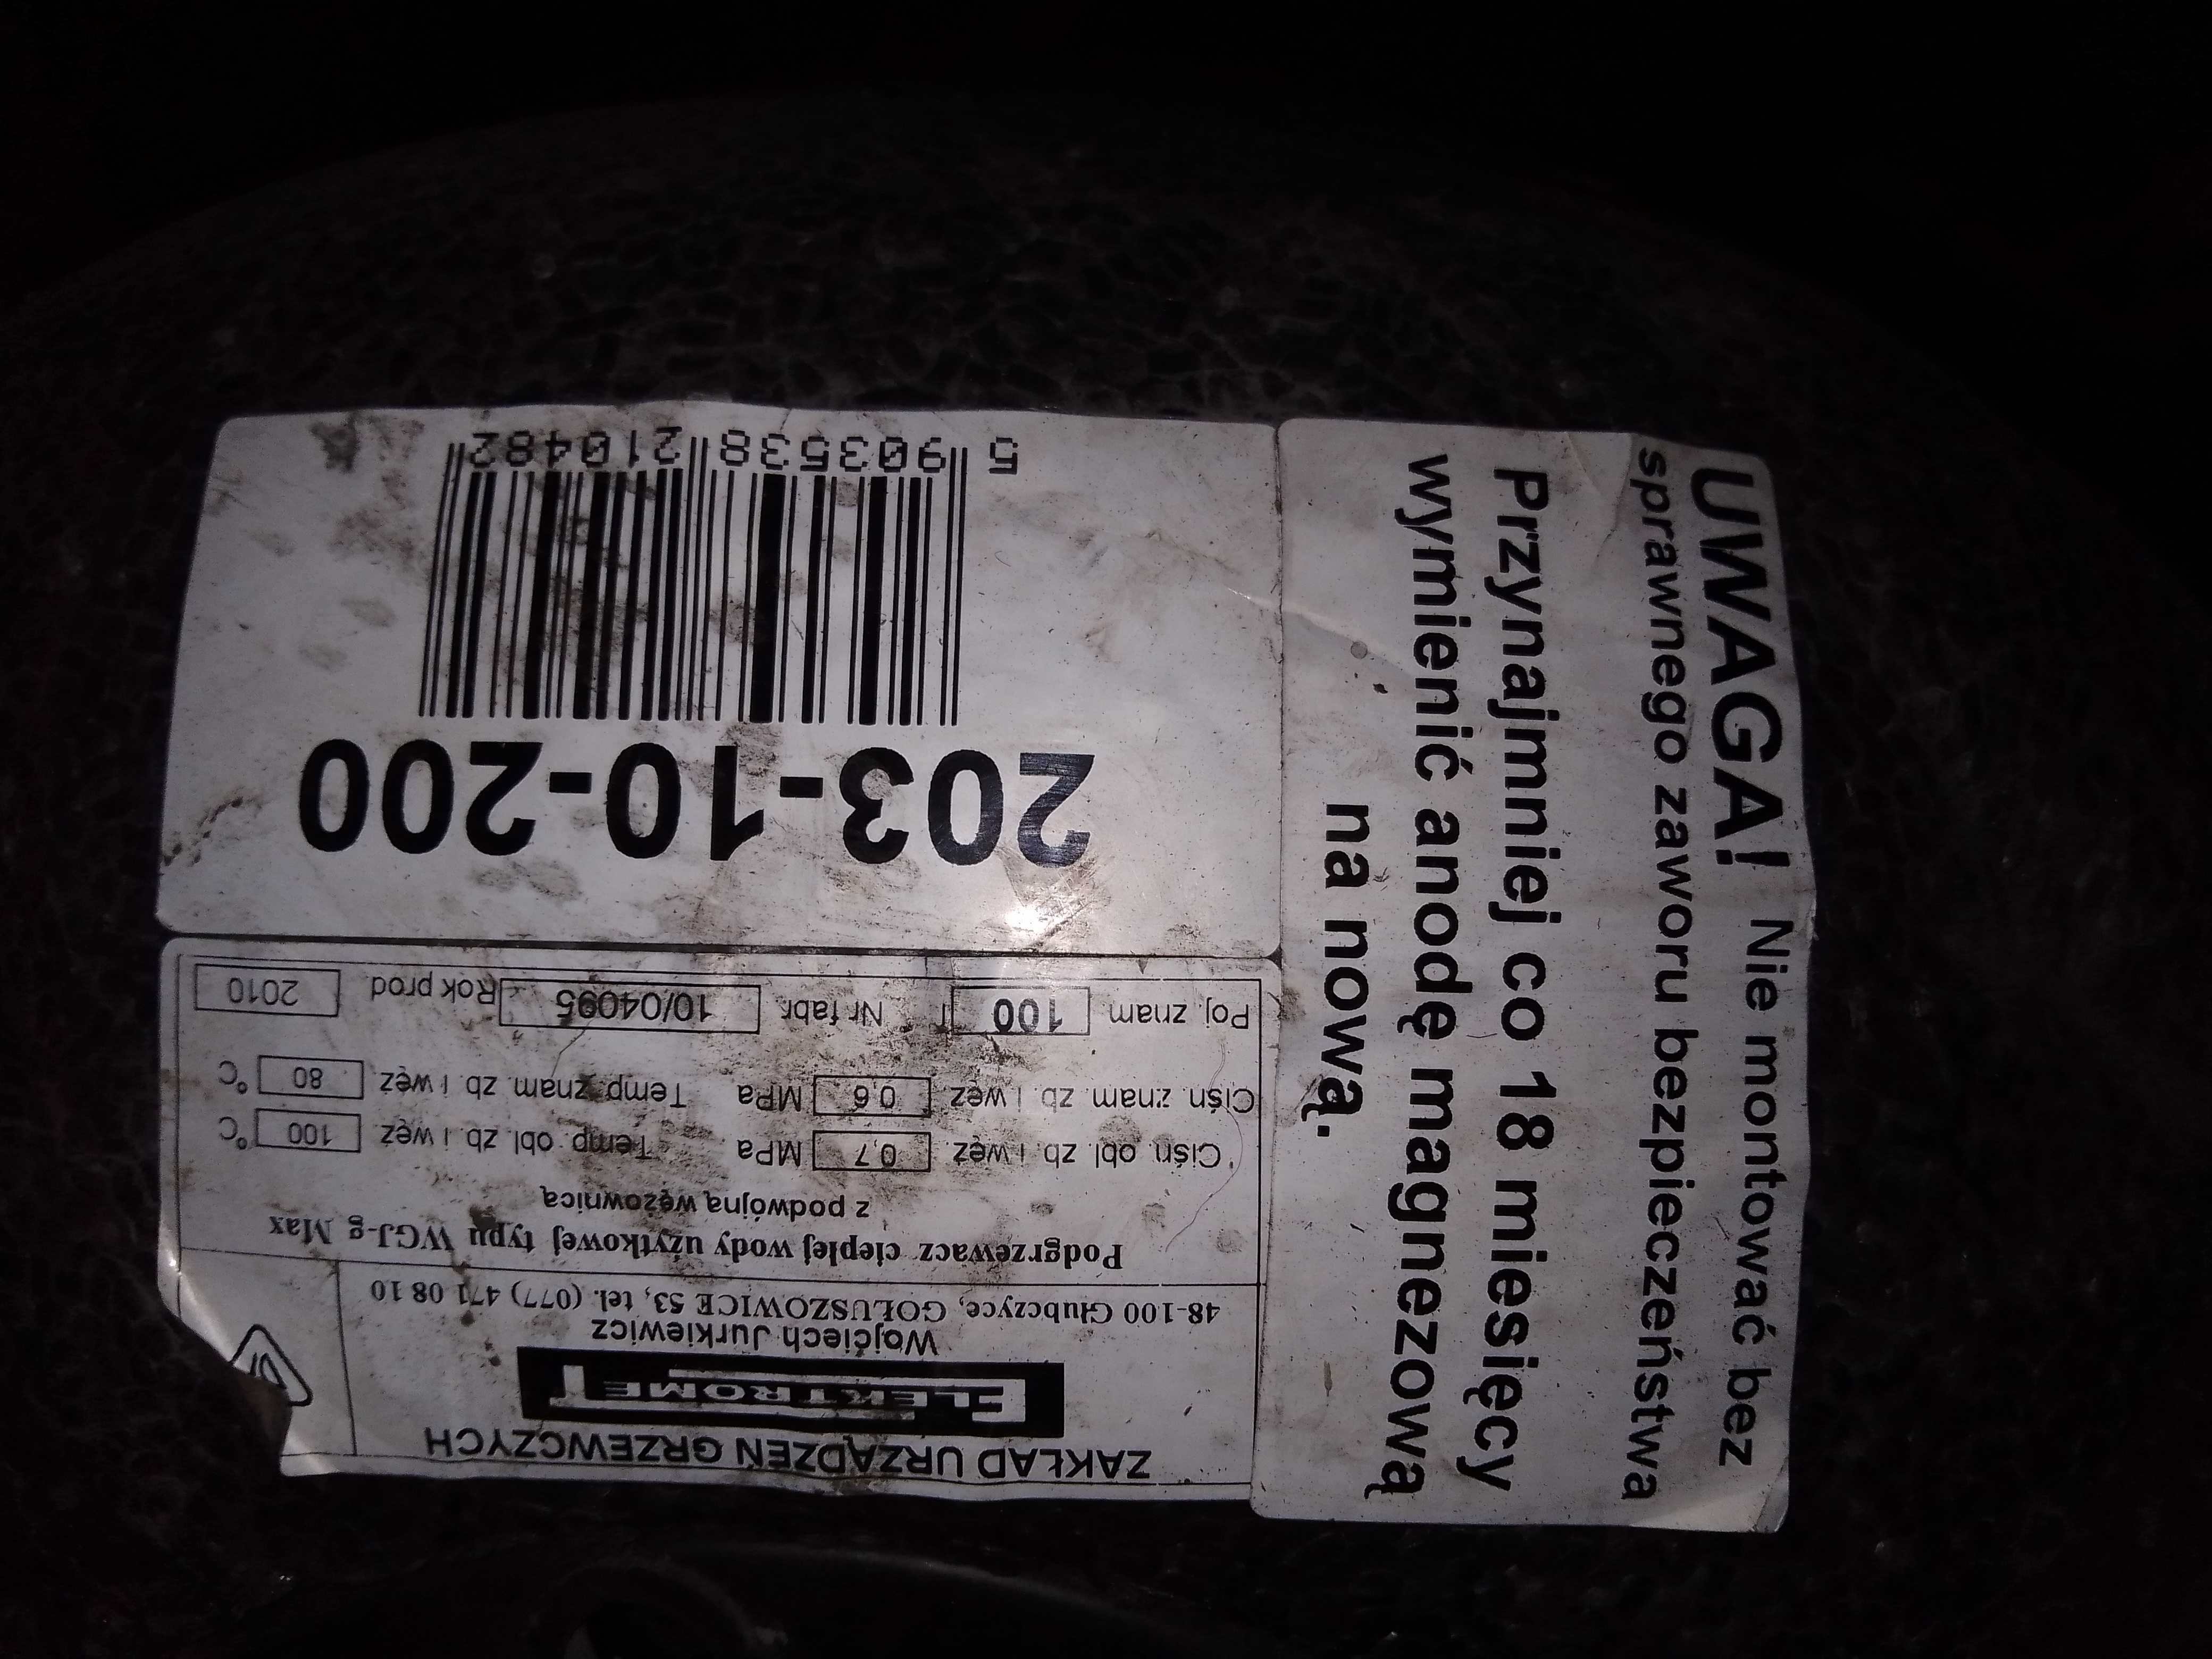 ZAKŁAD URZĄDZEŃ GRZEWCZYCH
ELEKTROMET
Wojciech Jurkiewicz
48-100 Głubczyce, GOŁUSZOWICE 53, tel. (077) 471 08 10
Podgrzewacz ciepłej wody użytkowej typu WGJ-g Max
z podwójną wężownicą
Ciśn. obl. zb. i węż. 0,7 MPa Temp. obl. zb. i węż. 100 °C
Ciśn. znam. zb. i węż. 0,6 MPa Temp. znam. zb. i węż. 80 °C
Poj. znam 100 l Nr fabr. 10/04095 Rok prod 2010
203-10-200
5 903538 210482
UWAGA! Nie montować bez
sprawnego zaworu bezpieczeństwa
Przynajmniej co 18 miesięcy
wymienić anodę magnezową
na nową.